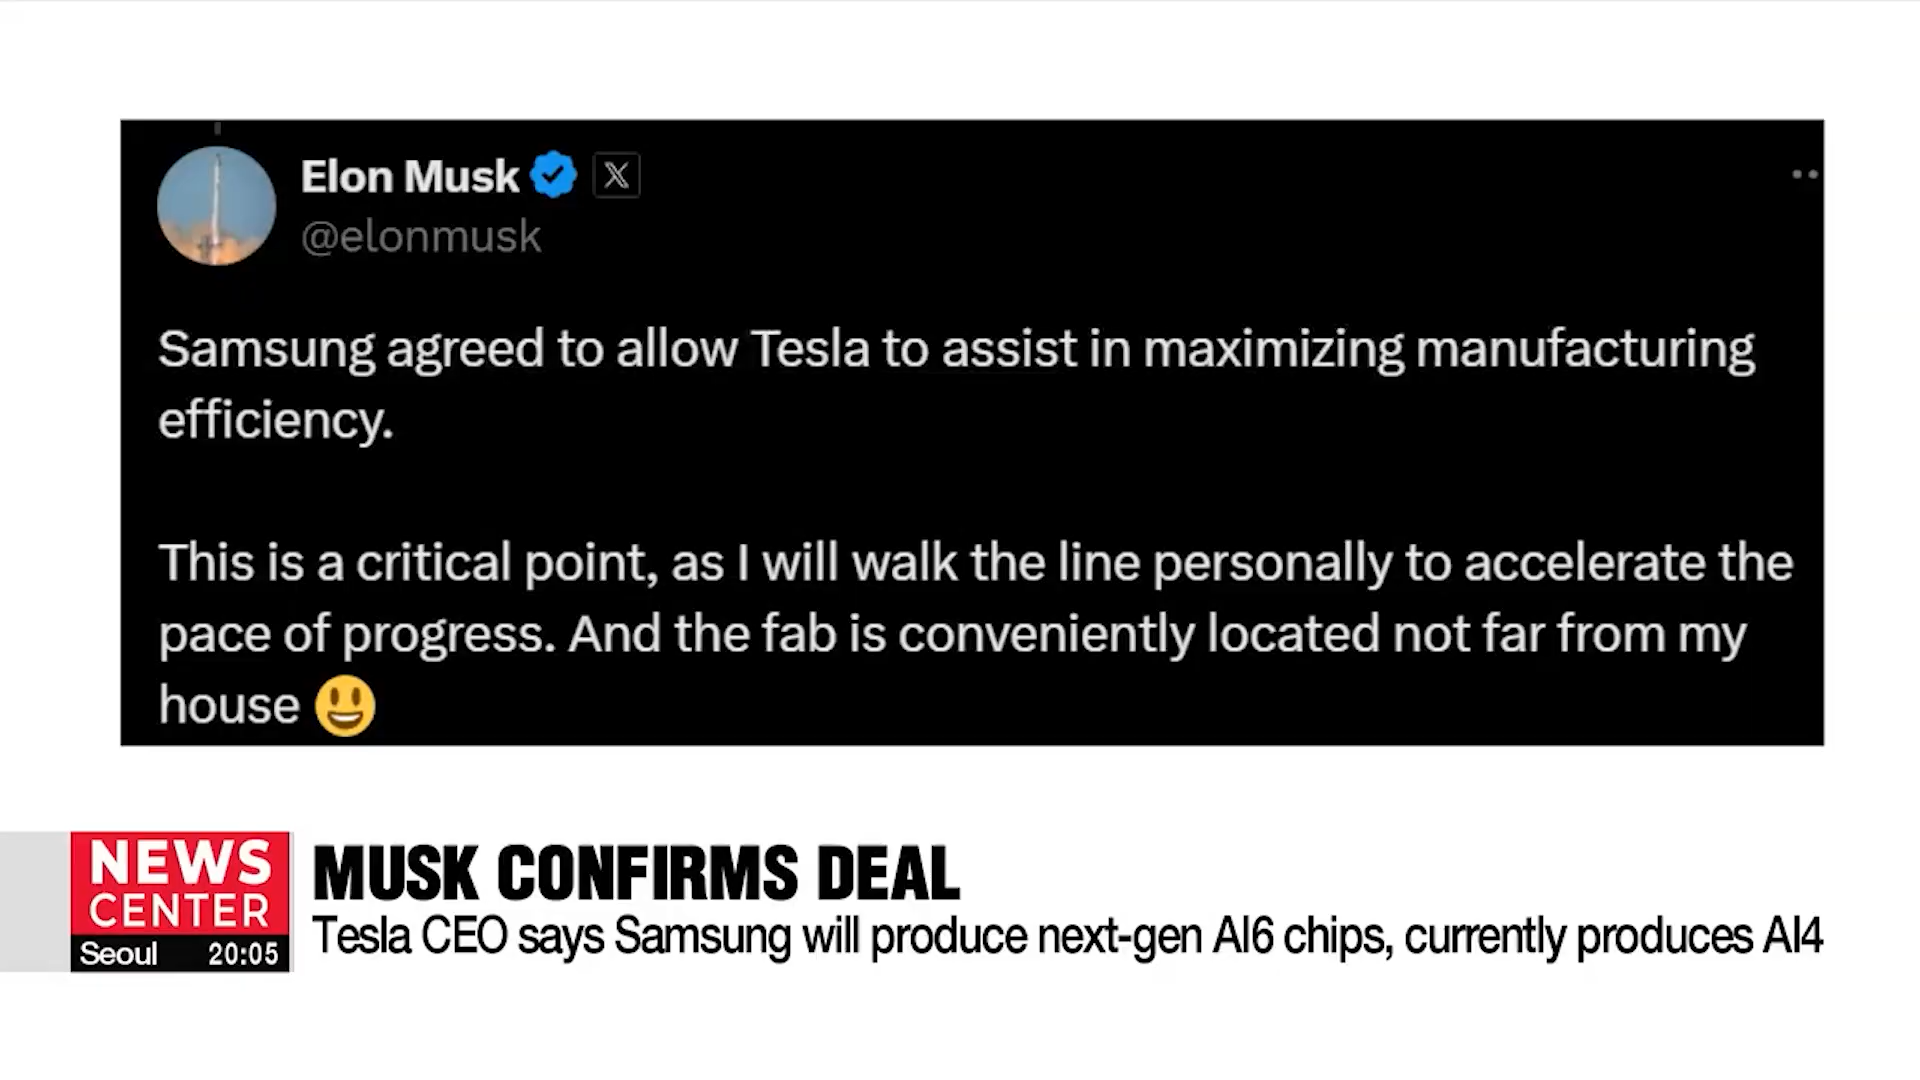 Elon Musk
@elonmusk
Samsung agreed to allow Tesla to assist in maximizing manufacturing
efficiency.
This is a critical point, as I will walk the line personally to accelerate the
pace of progress. And the fab is conveniently located not far from my
house 😃
NEWS
CENTER
Seoul 20:05
MUSK CONFIRMS DEAL
Tesla CEO says Samsung will produce next-gen AI6 chips, currently produces AI4